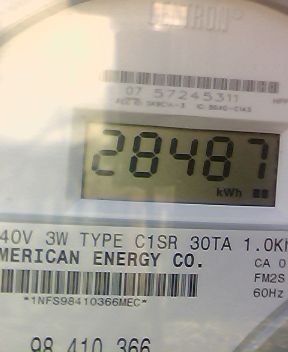 CENTRON®
07 57245311
28487
kWh
40V 3W TYPE C1SR 30TA 1.0K
MERICAN ENERGY CO.
CA 0
FM2S
60Hz
*1NFS98410366MEC*
98 410 366